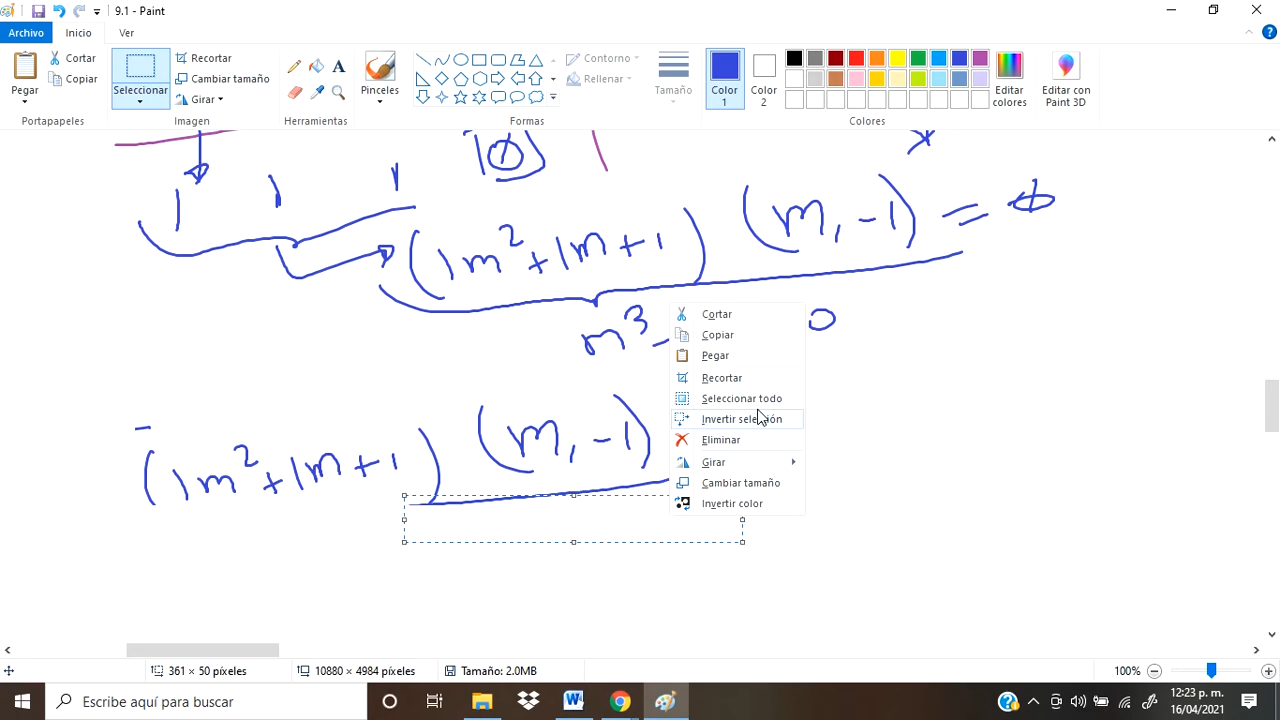 9.1 - Paint
Archivo Inicio Ver
Pegar
Cortar
Copiar
Portapapeles
Seleccionar
Recortar
Cambiar tamaño
Girar
Imagen
A
Herramientas
Pinceles
Contorno
Rellenar
Formas
Tamaño
Color 1
Color 2
Editar colores
Editar con Paint 3D
Colores
(1m²+1m+1) (m, -1) = ϕ
m³ - 0
(1m²+1m+1) (m, -1)
Cortar
Copiar
Pegar
Recortar
Seleccionar todo
Invertir selección
Eliminar
Girar
Cambiar tamaño
Invertir color
361 × 50 píxeles
10880 × 4984 píxeles
Tamaño: 2.0MB
100%
Escribe aquí para buscar
12:23 p. m.
16/04/2021